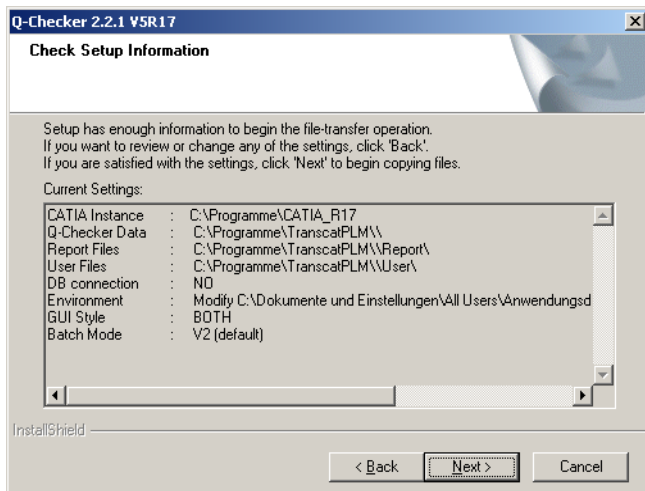 Q-Checker 2.2.1 V5R17
Check Setup Information
Setup has enough information to begin the file-transfer operation.
If you want to review or change any of the settings, click 'Back'.
If you are satisfied with the settings, click 'Next' to begin copying files.
Current Settings:
CATIA Instance : C:\Programme\CATIA_R17
Q-Checker Data : C:\Programme\TranscatPLM\\
Report Files : C:\Programme\TranscatPLM\\Report\
User Files : C:\Programme\TranscatPLM\\User\
DB connection : NO
Environment : Modify C:\Dokumente und Einstellungen\All Users\Anwendungsd
GUI Style : BOTH
Batch Mode : V2 (default)
InstallShield
< Back Next > Cancel